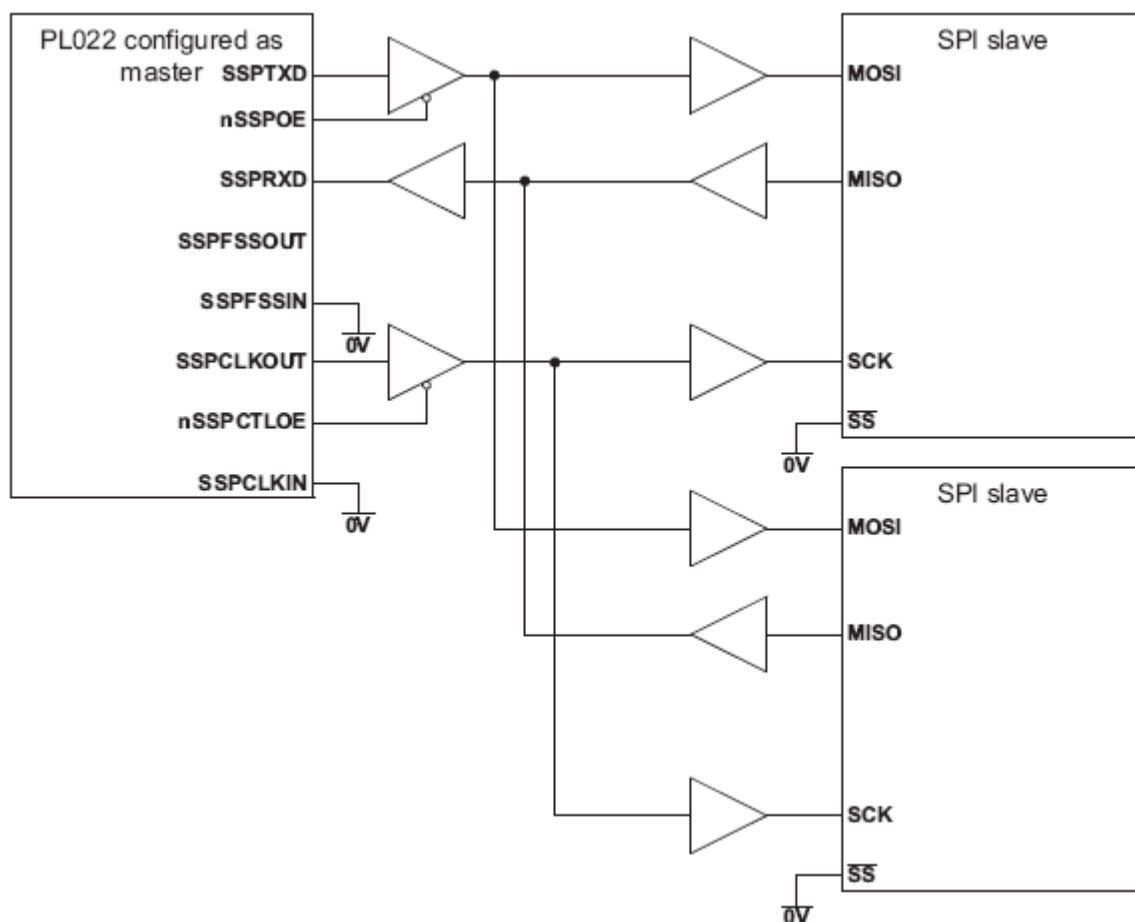 PL022 configured as
master
SSPTXD
nSSPOE
SSPRXD
SSPFSSOUT
SSPFSSIN
0V
SSPCLKOUT
nSSPCTLOE
SSPCLKIN
0V
SPI slave
MOSI
MISO
SCK
SS
0V
SPI slave
MOSI
MISO
SCK
SS
0V